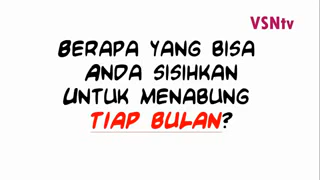 VSNtv
BERAPA YANG BISA
ANDA SISIHKAN
UNTUK MENABUNG
TIAP BULAN?